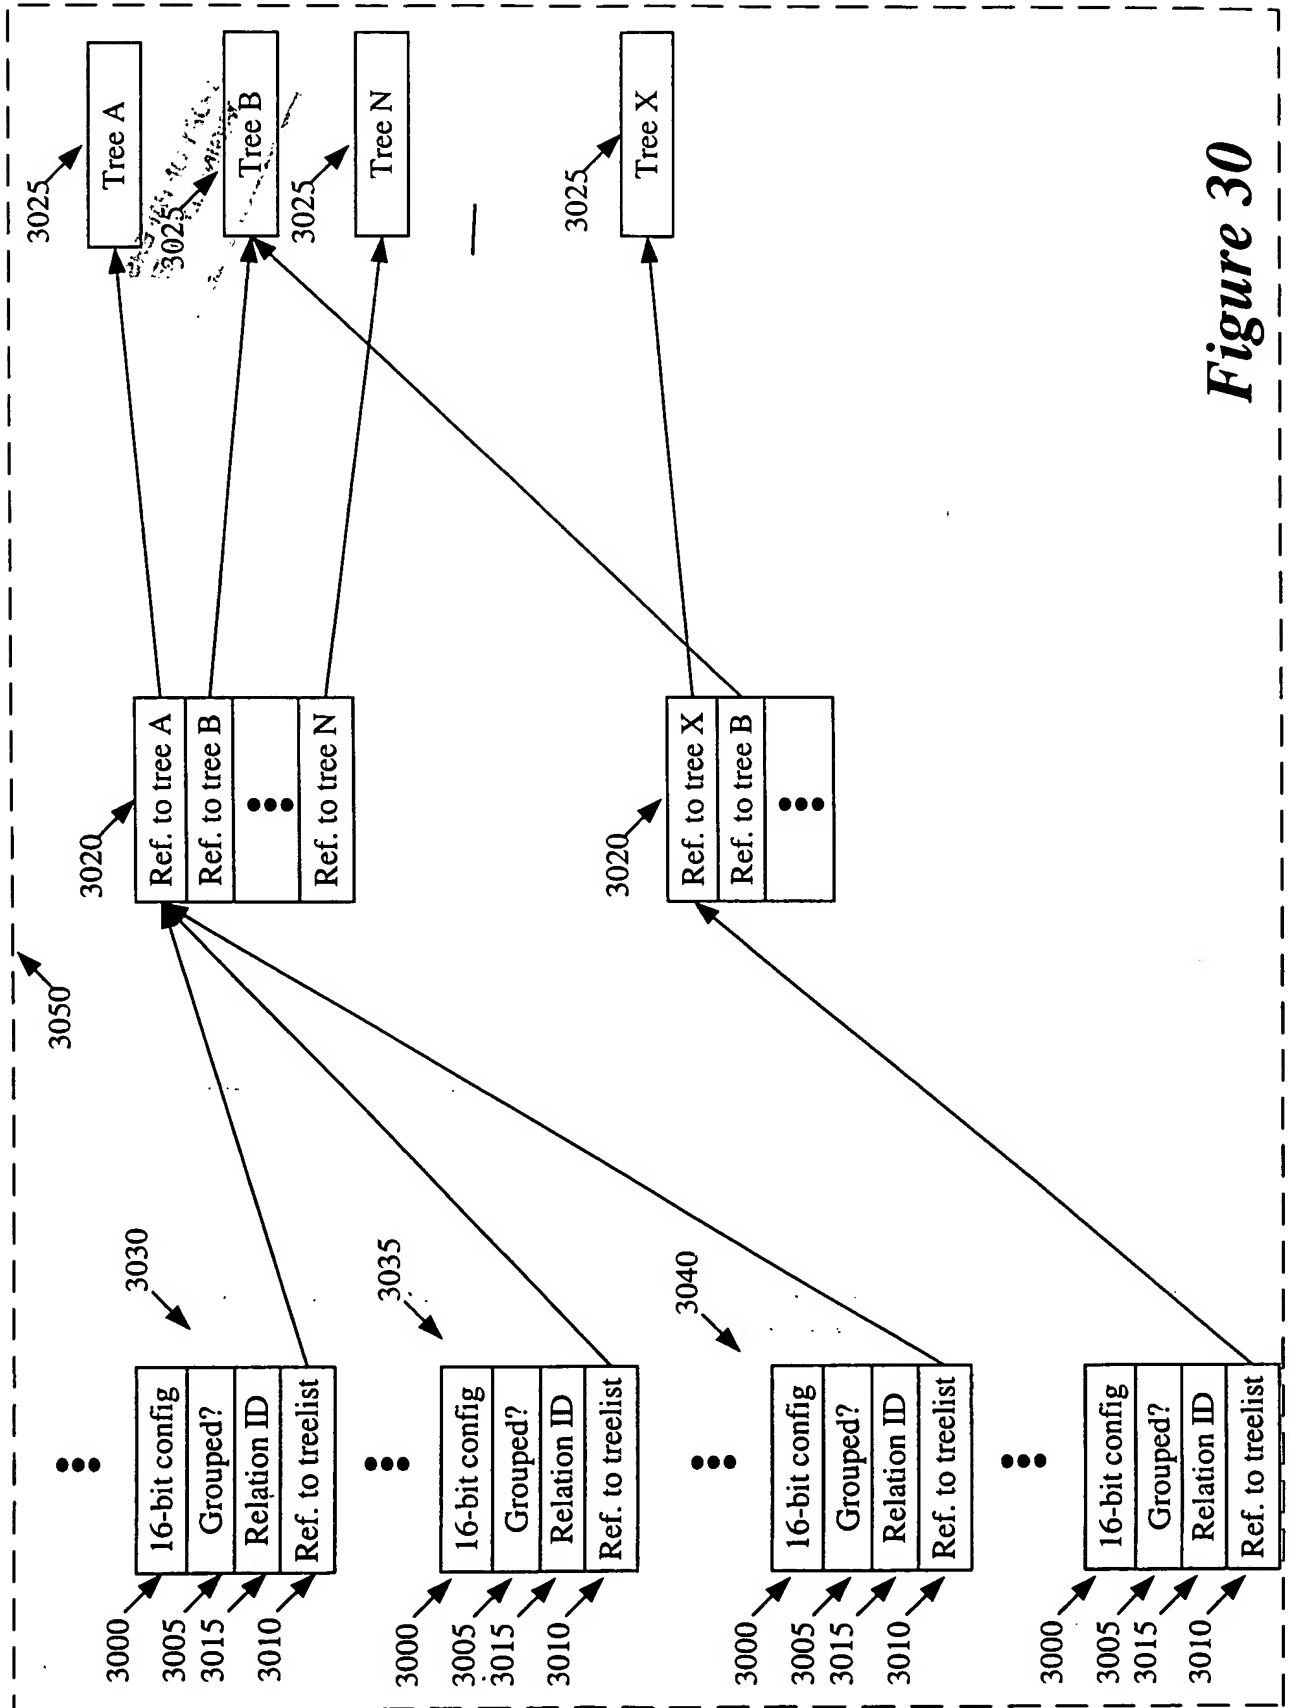 3050
3000
3005
3015
3010
16-bit config
Grouped?
Relation ID
Ref. to treelist
3030
3020
Ref. to tree A
Ref. to tree B
Ref. to tree N
3025
Tree A
3025
Tree B
3025
Tree N
3000
3005
3015
3010
16-bit config
Grouped?
Relation ID
Ref. to treelist
3035
3000
3005
3015
3010
16-bit config
Grouped?
Relation ID
Ref. to treelist
3040
3020
Ref. to tree X
Ref. to tree B
3025
Tree X
3000
3005
3015
3010
16-bit config
Grouped?
Relation ID
Ref. to treelist
Figure 30